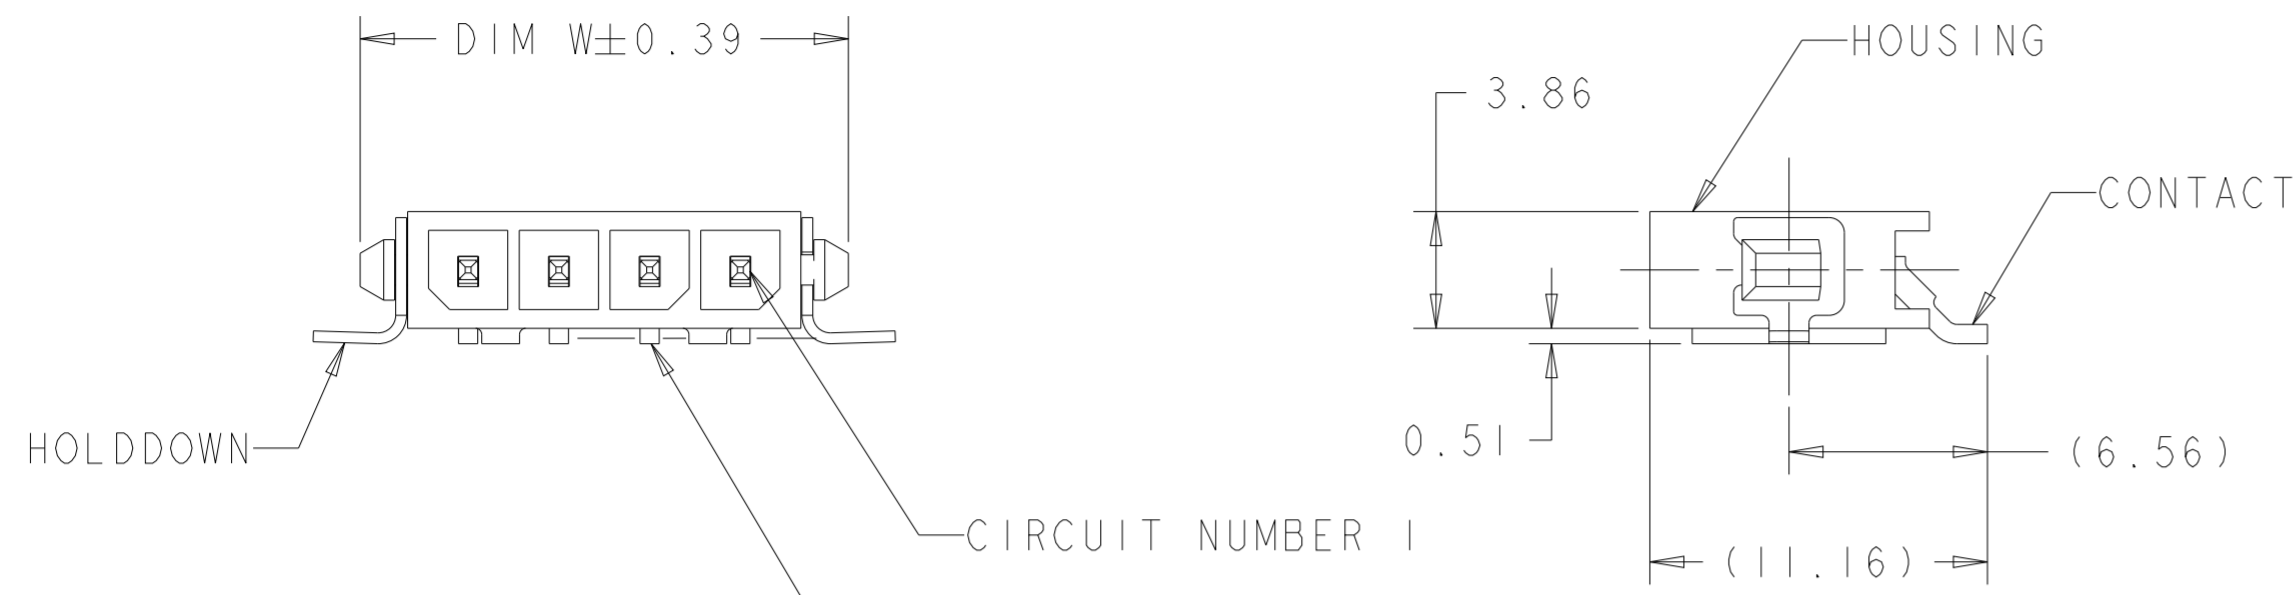 DIM W±0.39
HOUSING
3.86
CONTACT
HOLDDOWN
0.51
(6.56)
CIRCUIT NUMBER 1
(11.16)